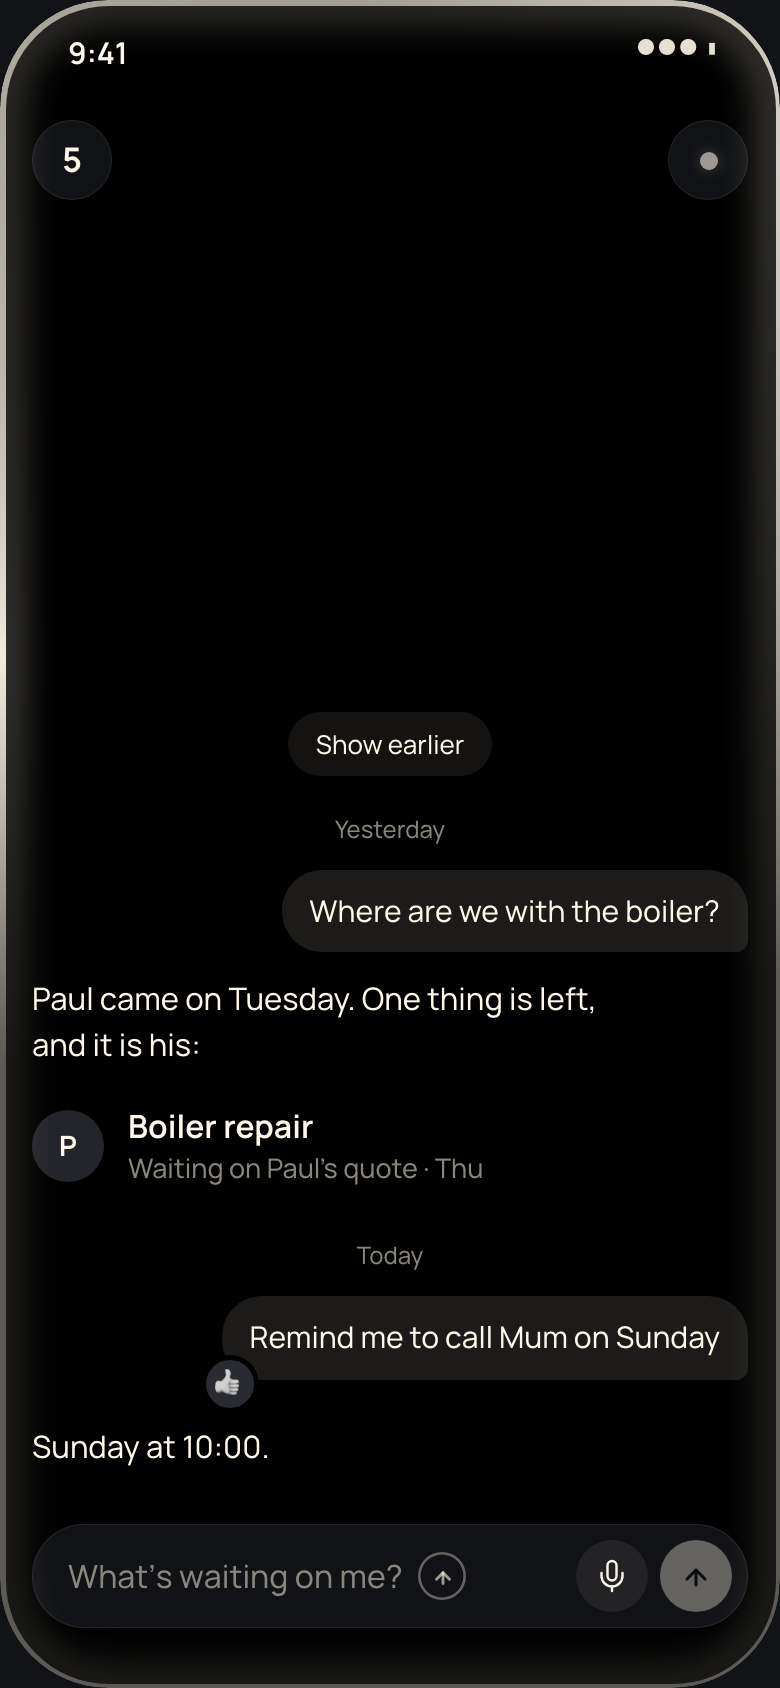 9:41
5
Show earlier
Yesterday
Where are we with the boiler?
Paul came on Tuesday. One thing is left,
and it is his:
P
Boiler repair
Waiting on Paul's quote · Thu
Today
Remind me to call Mum on Sunday
👍
Sunday at 10:00.
What's waiting on me?